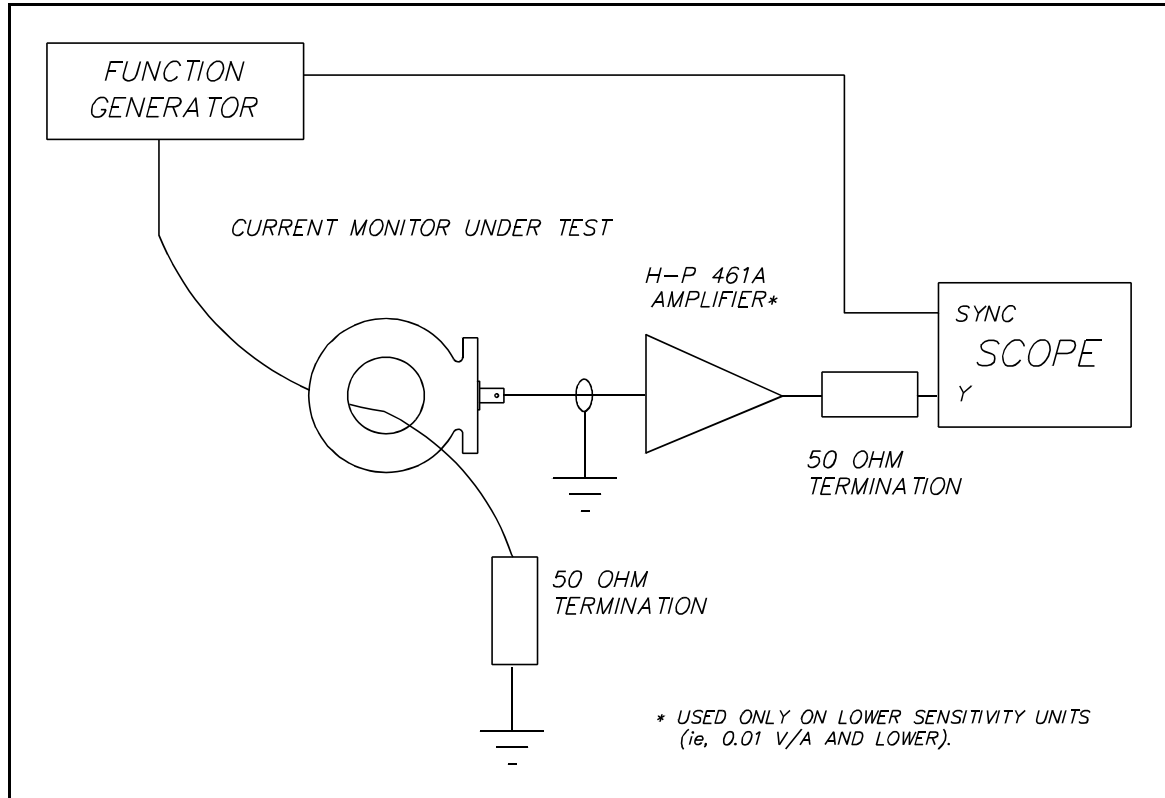 FUNCTION
GENERATOR
CURRENT MONITOR UNDER TEST
H-P 461A
AMPLIFIER*
SYNC
SCOPE
Y
50 OHM
TERMINATION
50 OHM
TERMINATION
* USED ONLY ON LOWER SENSITIVITY UNITS
(ie, 0.01 V/A AND LOWER).